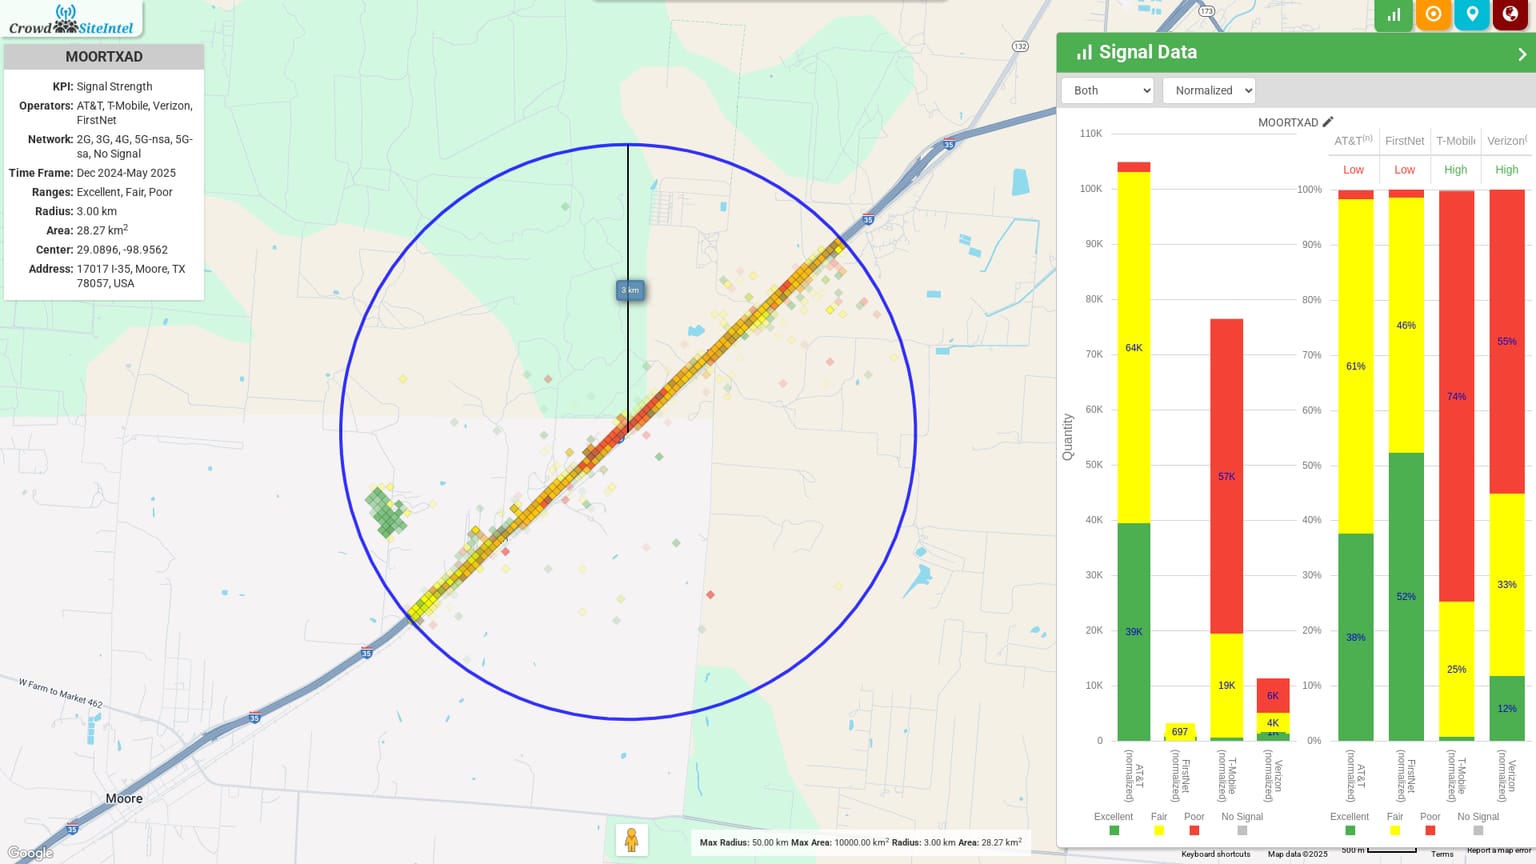 Crowd SiteIntel
MOORTXAD
KPI: Signal Strength
Operators: AT&T, T-Mobile, Verizon,
FirstNet
Network: 2G, 3G, 4G, 5G-nsa, 5G-
sa, No Signal
Time Frame: Dec 2024-May 2025
Ranges: Excellent, Fair, Poor
Radius: 3.00 km
Area: 28.27 km2
Center: 29.0896, -98.9562
Address: 17017 I-35, Moore, TX
78057, USA
132
173
35
35
3 km
35
35
35
W Farm to Market 462
Moore
Google
Max Radius: 50.00 km Max Area: 10000.00 km2 Radius: 3.00 km Area: 28.27 km2
Signal Data
Both
Normalized
MOORTXAD
110K
100K
90K
80K
70K
60K
50K
40K
30K
20K
10K
0
Quantity
64K
39K
697
57K
19K
6K
4K
1K
AT&T (normalized)
FirstNet (normalized)
T-Mobile (normalized)
Verizon (normalized)
Excellent
Fair
Poor
No Signal
AT&T(n)
FirstNet
T-Mobile
Verizon(
Low
Low
High
High
100%
90%
80%
70%
60%
50%
40%
30%
20%
10%
0%
61%
38%
46%
52%
74%
25%
55%
33%
12%
AT&T (normalized)
FirstNet (normalized)
T-Mobile (normalized)
Verizon (normalized)
Excellent
Fair
Poor
No Signal
Keyboard shortcuts
Map data ©2025
500 m
Terms
Report a map error